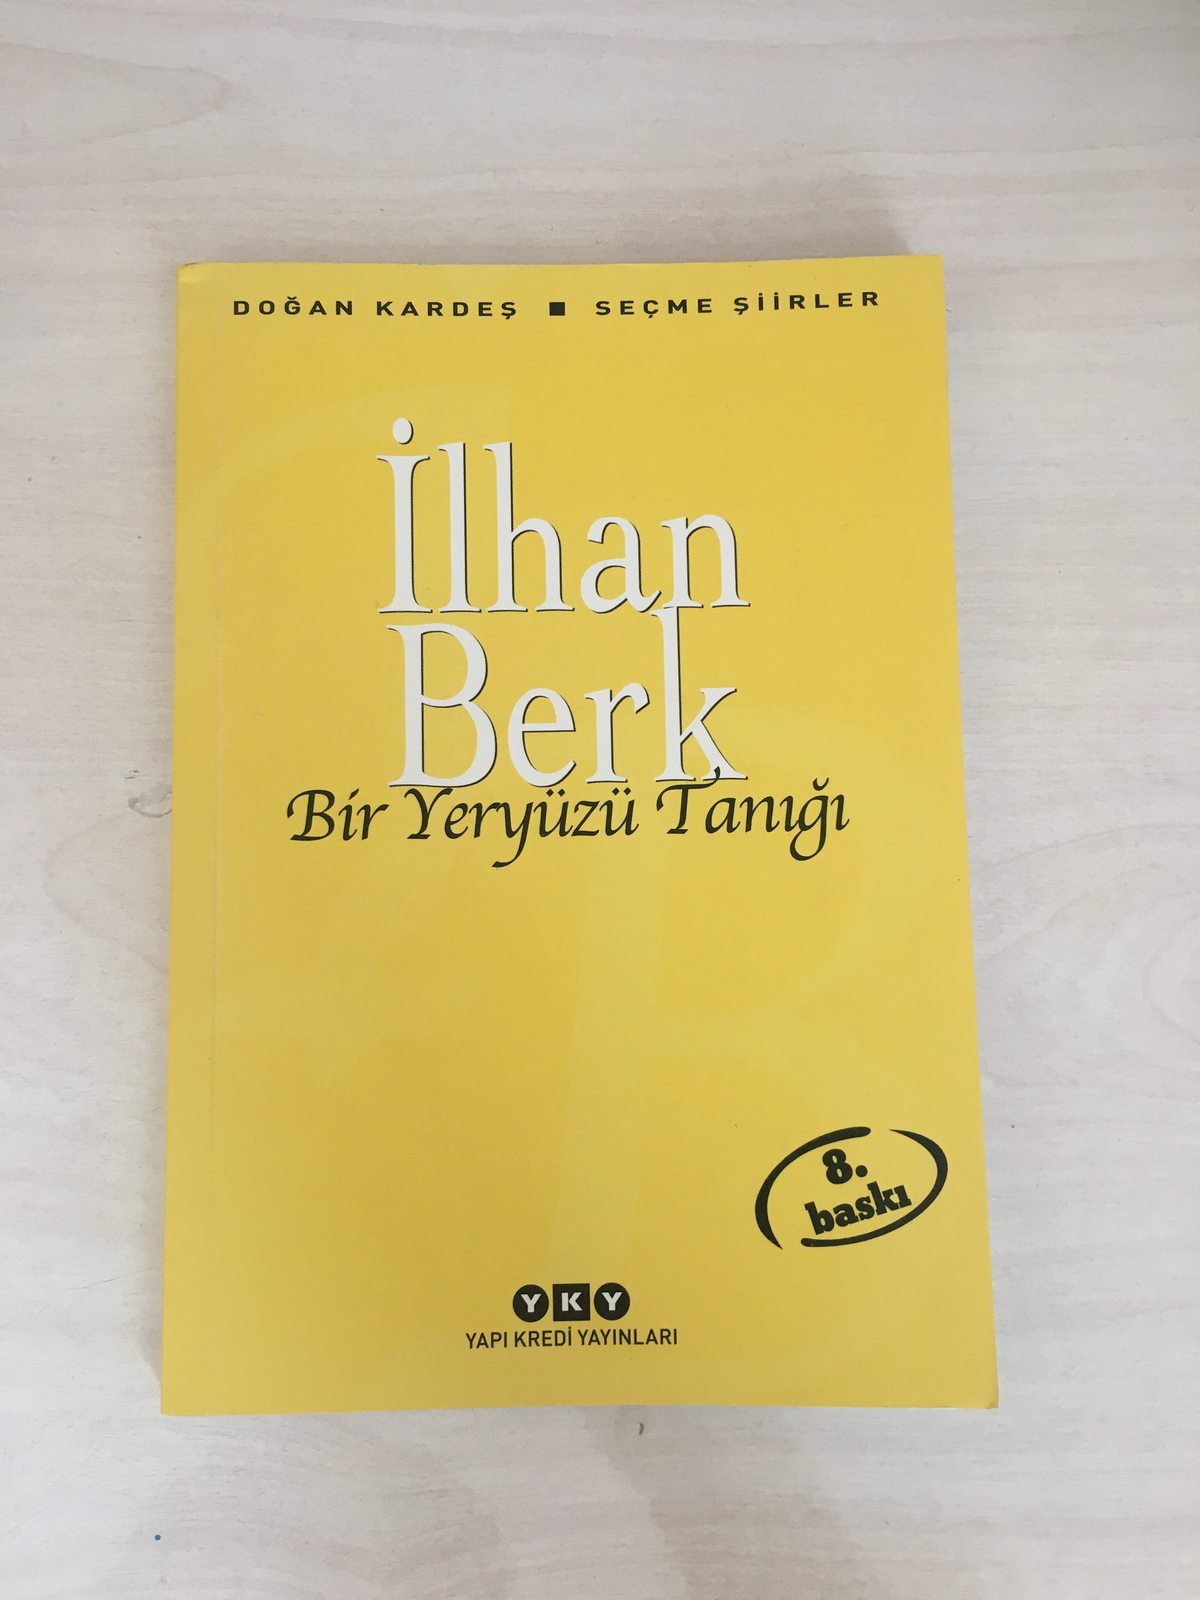 DOĞAN KARDEŞ ■ SEÇME ŞİİRLER
İlhan
Berk
Bir Yeryüzü Tanığı
8.
baskı
YKY
YAPI KREDİ YAYINLARI